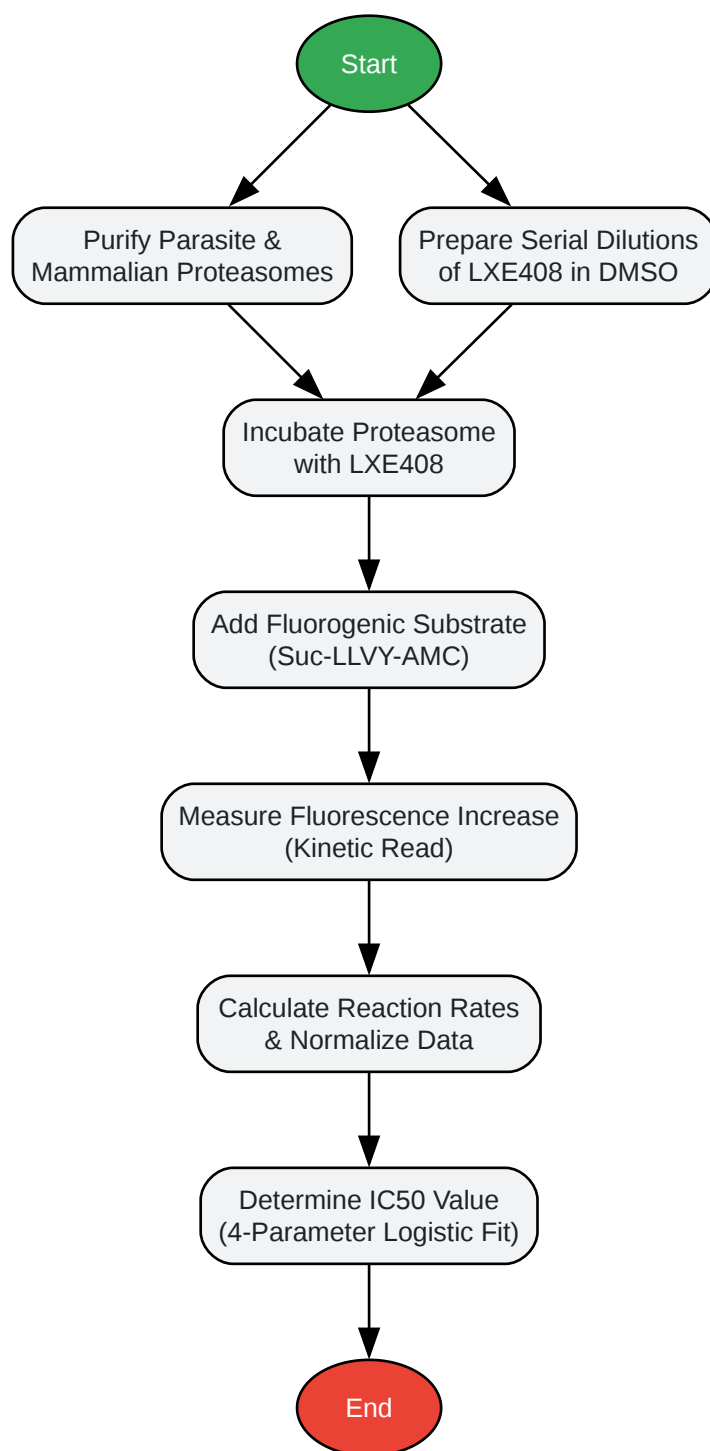 Start
Purify Parasite &
Mammalian Proteasomes
Prepare Serial Dilutions
of LXE408 in DMSO
Incubate Proteasome
with LXE408
Add Fluorogenic Substrate
(Suc-LLVY-AMC)
Measure Fluorescence Increase
(Kinetic Read)
Calculate Reaction Rates
& Normalize Data
Determine IC50 Value
(4-Parameter Logistic Fit)
End